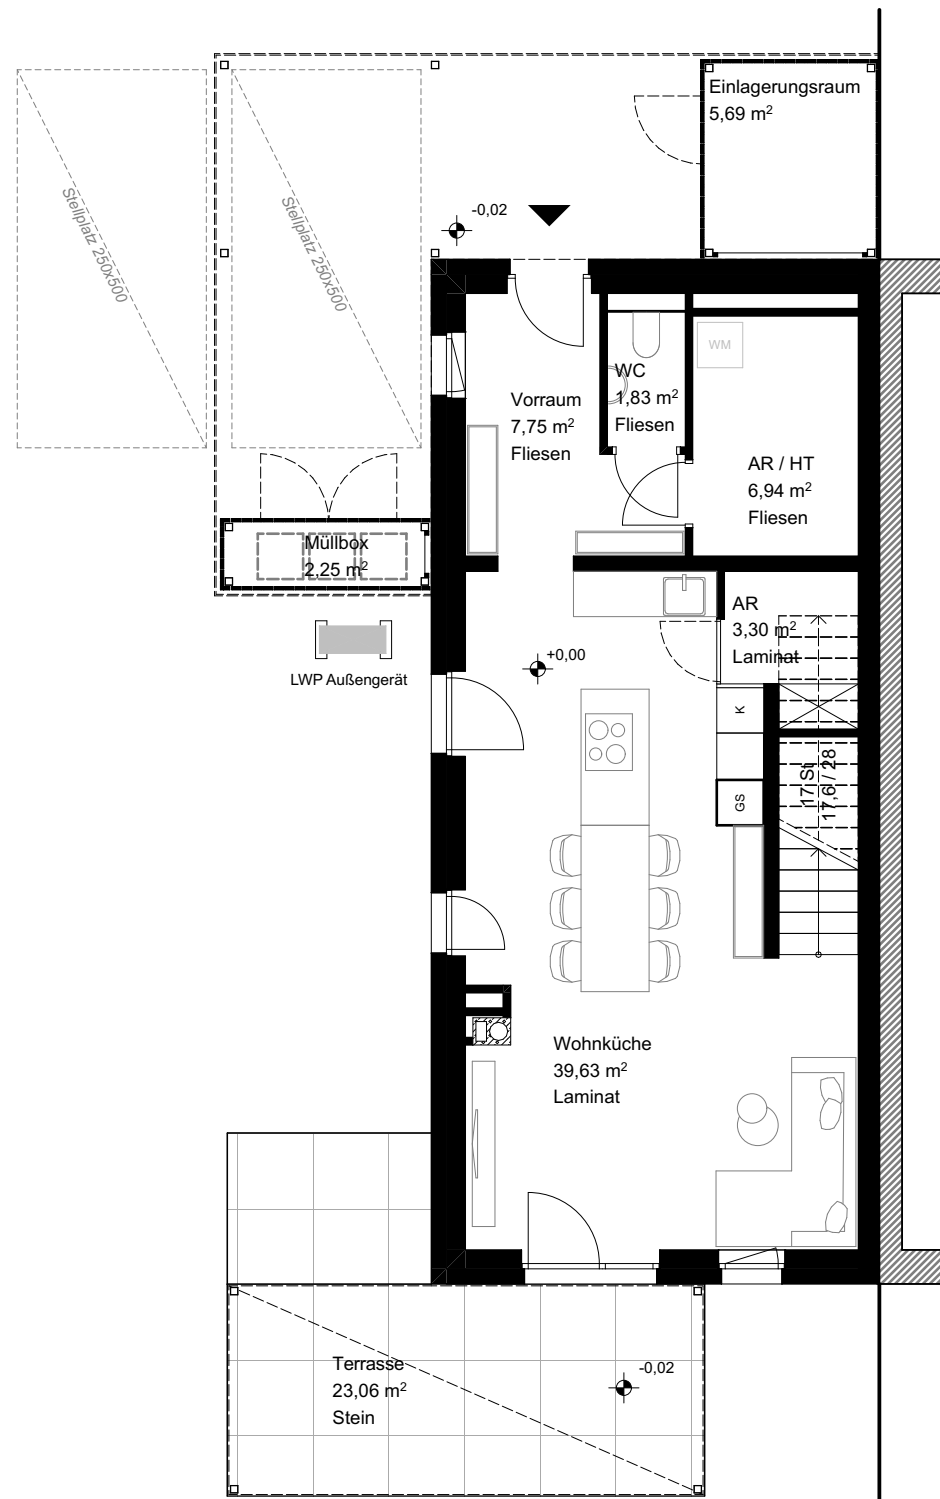 Einlagerungsraum
5,69 m²
Stellplatz 250x500
Stellplatz 250x500
-0,02
WM
WC
1,83 m²
Fliesen
Vorraum
7,75 m²
Fliesen
AR / HT
6,94 m²
Fliesen
Müllbox
2,25 m²
AR
3,30 m²
Laminat
+0,00
LWP Außengerät
K
GS
17 St
17,6 / 28
Wohnküche
39,63 m²
Laminat
Terrasse
23,06 m²
Stein
-0,02